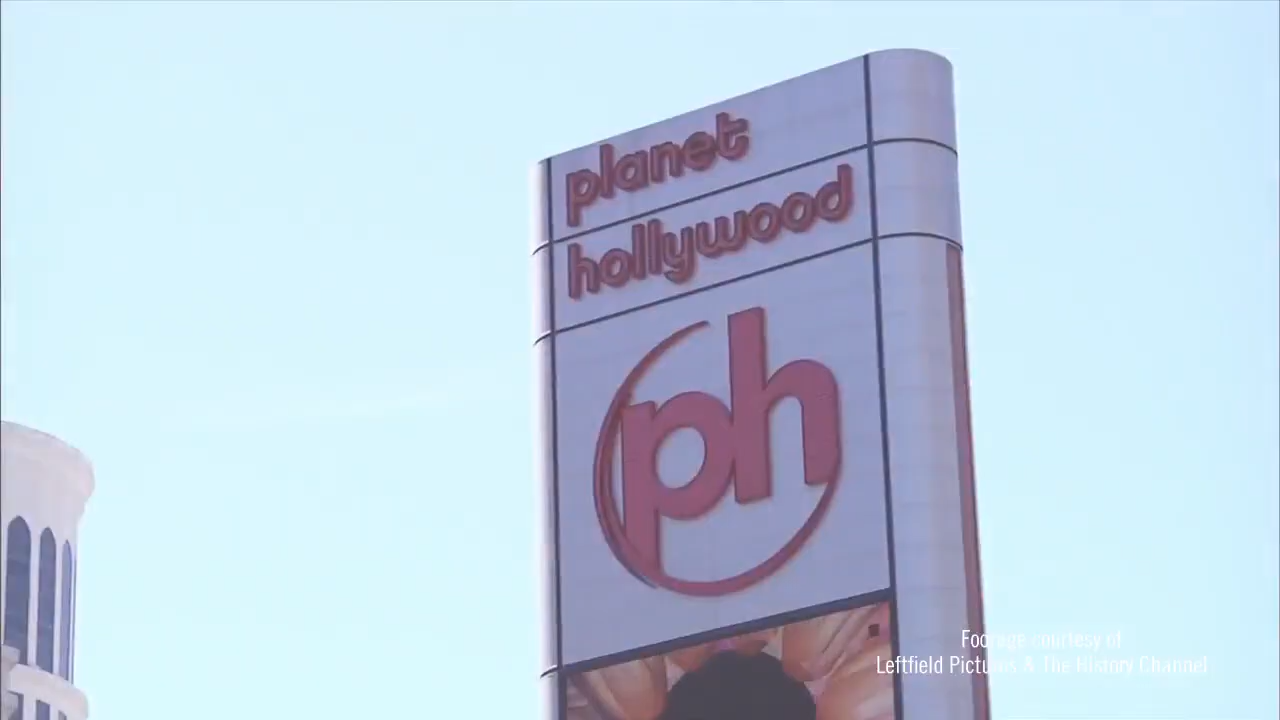 planet
hollywood
ph
Footage courtesy of
Leftfield Pictures & The History Channel